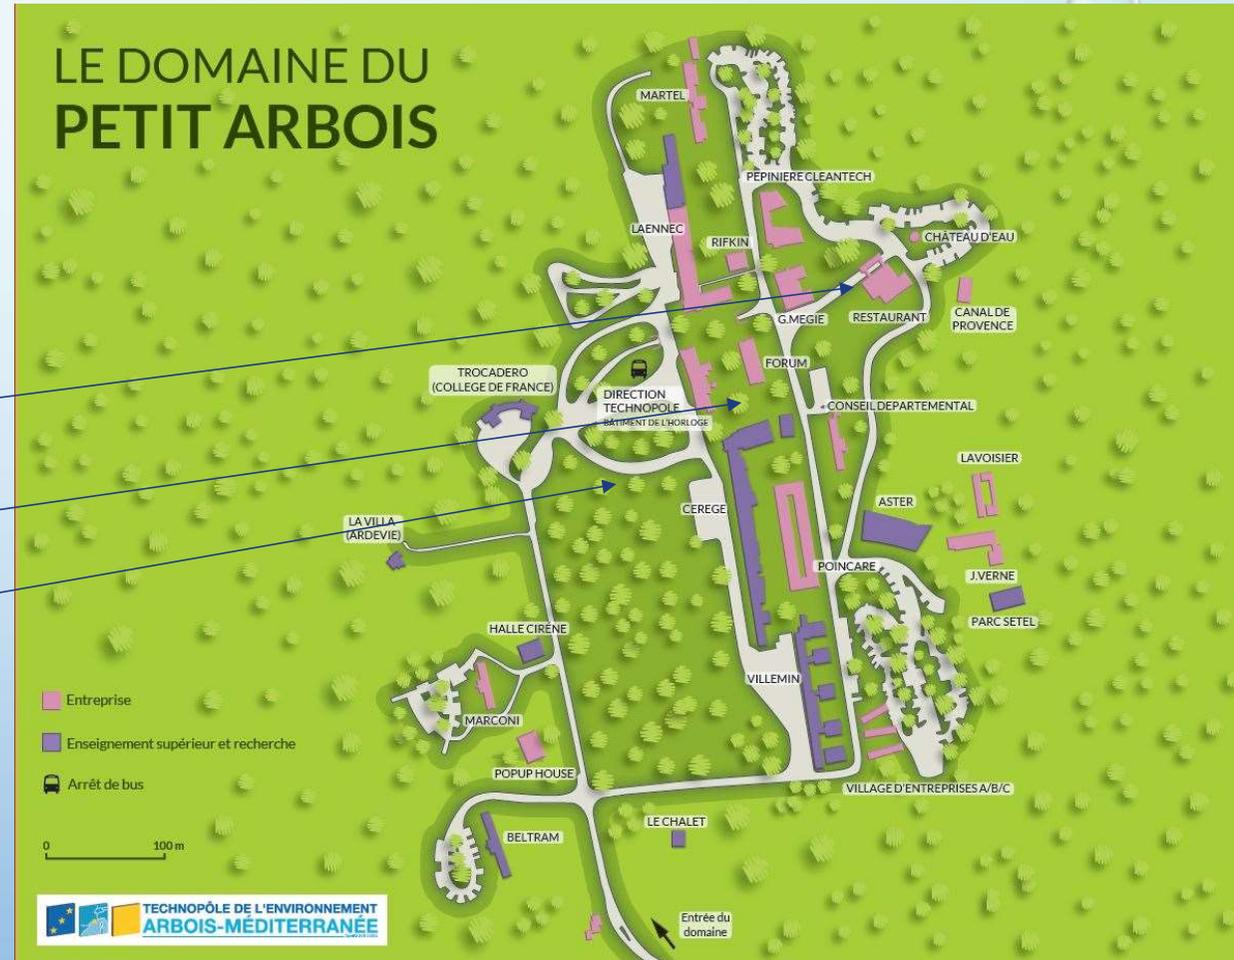 LE DOMAINE DU
PETIT ARBOIS
MARTEL
PEPINIERE CLEANTECH
LAENNEC
RIFKIN
CHÂTEAU D'EAU
G.MEGIE
RESTAURANT
CANAL DE
PROVENCE
FORUM
TROCADERO
(COLLEGE DE FRANCE)
DIRECTION
TECHNOPOLE
BÂTIMENT DE L'HORLOGE
CONSEIL DEPARTEMENTAL
LAVOISIER
CEREGE
ASTER
LA VILLA
(ARDEVIE)
POINCARE
J.VERNE
PARC SETEL
HALLE CIRÈNE
VILLEMIN
MARCONI
POPUP HOUSE
VILLAGE D'ENTREPRISES A/B/C
LE CHALET
BELTRAM
Entrée du
domaine
Entreprise
Enseignement supérieur et recherche
Arrêt de bus
0 100 m
TECHNOPÔLE DE L'ENVIRONNEMENT
ARBOIS-MÉDITERRANÉE